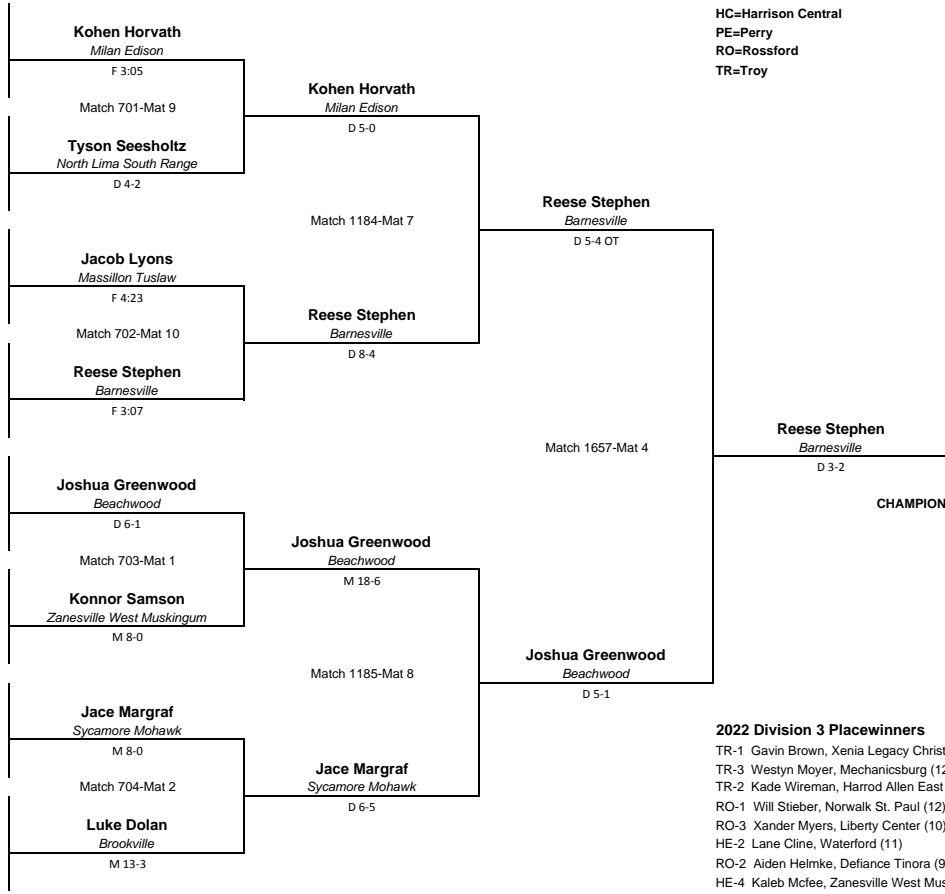 HC=Harrison Central
PE=Perry
RO=Rossford
TR=Troy
Kohen Horvath
Milan Edison
F 3:05
Match 701-Mat 9
Tyson Seesholtz
North Lima South Range
D 4-2
Jacob Lyons
Massillon Tuslaw
F 4:23
Match 702-Mat 10
Reese Stephen
Barnesville
F 3:07
Joshua Greenwood
Beachwood
D 6-1
Match 703-Mat 1
Konnor Samson
Zanesville West Muskingum
M 8-0
Jace Margraf
Sycamore Mohawk
M 8-0
Match 704-Mat 2
Luke Dolan
Brookville
M 13-3
Kohen Horvath
Milan Edison
D 5-0
Match 1184-Mat 7
Reese Stephen
Barnesville
D 8-4
Joshua Greenwood
Beachwood
M 18-6
Match 1185-Mat 8
Jace Margraf
Sycamore Mohawk
D 6-5
Reese Stephen
Barnesville
D 5-4 OT
Match 1657-Mat 4
Joshua Greenwood
Beachwood
D 5-1
Reese Stephen
Barnesville
D 3-2
CHAMPION
2022 Division 3 Placewinners
TR-1 Gavin Brown, Xenia Legacy Christ
TR-3 Westyn Moyer, Mechanicsburg (12
TR-2 Kade Wireman, Harrod Allen East
RO-1 Will Stieber, Norwalk St. Paul (12)
RO-3 Xander Myers, Liberty Center (10)
HE-2 Lane Cline, Waterford (11)
RO-2 Aiden Helmke, Defiance Tinora (9
HE-4 Kaleb Mcfee, Zanesville West Mus